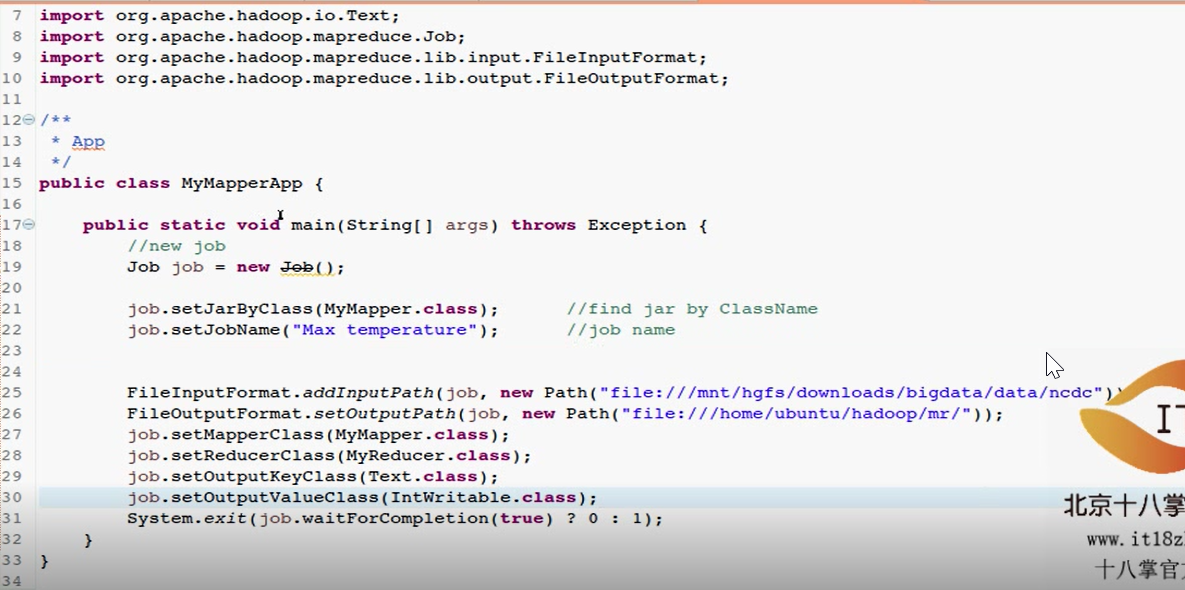 7 import org.apache.hadoop.io.Text;
8 import org.apache.hadoop.mapreduce.Job;
9 import org.apache.hadoop.mapreduce.lib.input.FileInputFormat;
10 import org.apache.hadoop.mapreduce.lib.output.FileOutputFormat;
11
12 /**
13 * App
14 */
15 public class MyMapperApp {
16
17 public static void main(String[] args) throws Exception {
18 //new job
19 Job job = new Job();
20
21 job.setJarByClass(MyMapper.class); //find jar by ClassName
22 job.setJobName("Max temperature"); //job name
23
24
25 FileInputFormat.addInputPath(job, new Path("file:///mnt/hgfs/downloads/bigdata/data/ncdc"))
26 FileOutputFormat.setOutputPath(job, new Path("file:///home/ubuntu/hadoop/mr/"));
27 job.setMapperClass(MyMapper.class);
28 job.setReducerClass(MyReducer.class);
29 job.setOutputKeyClass(Text.class);
30 job.setOutputValueClass(IntWritable.class);
31 System.exit(job.waitForCompletion(true) ? 0 : 1);
32 }
33 }
34
IT
北京十八掌
www.it18z
十八掌官